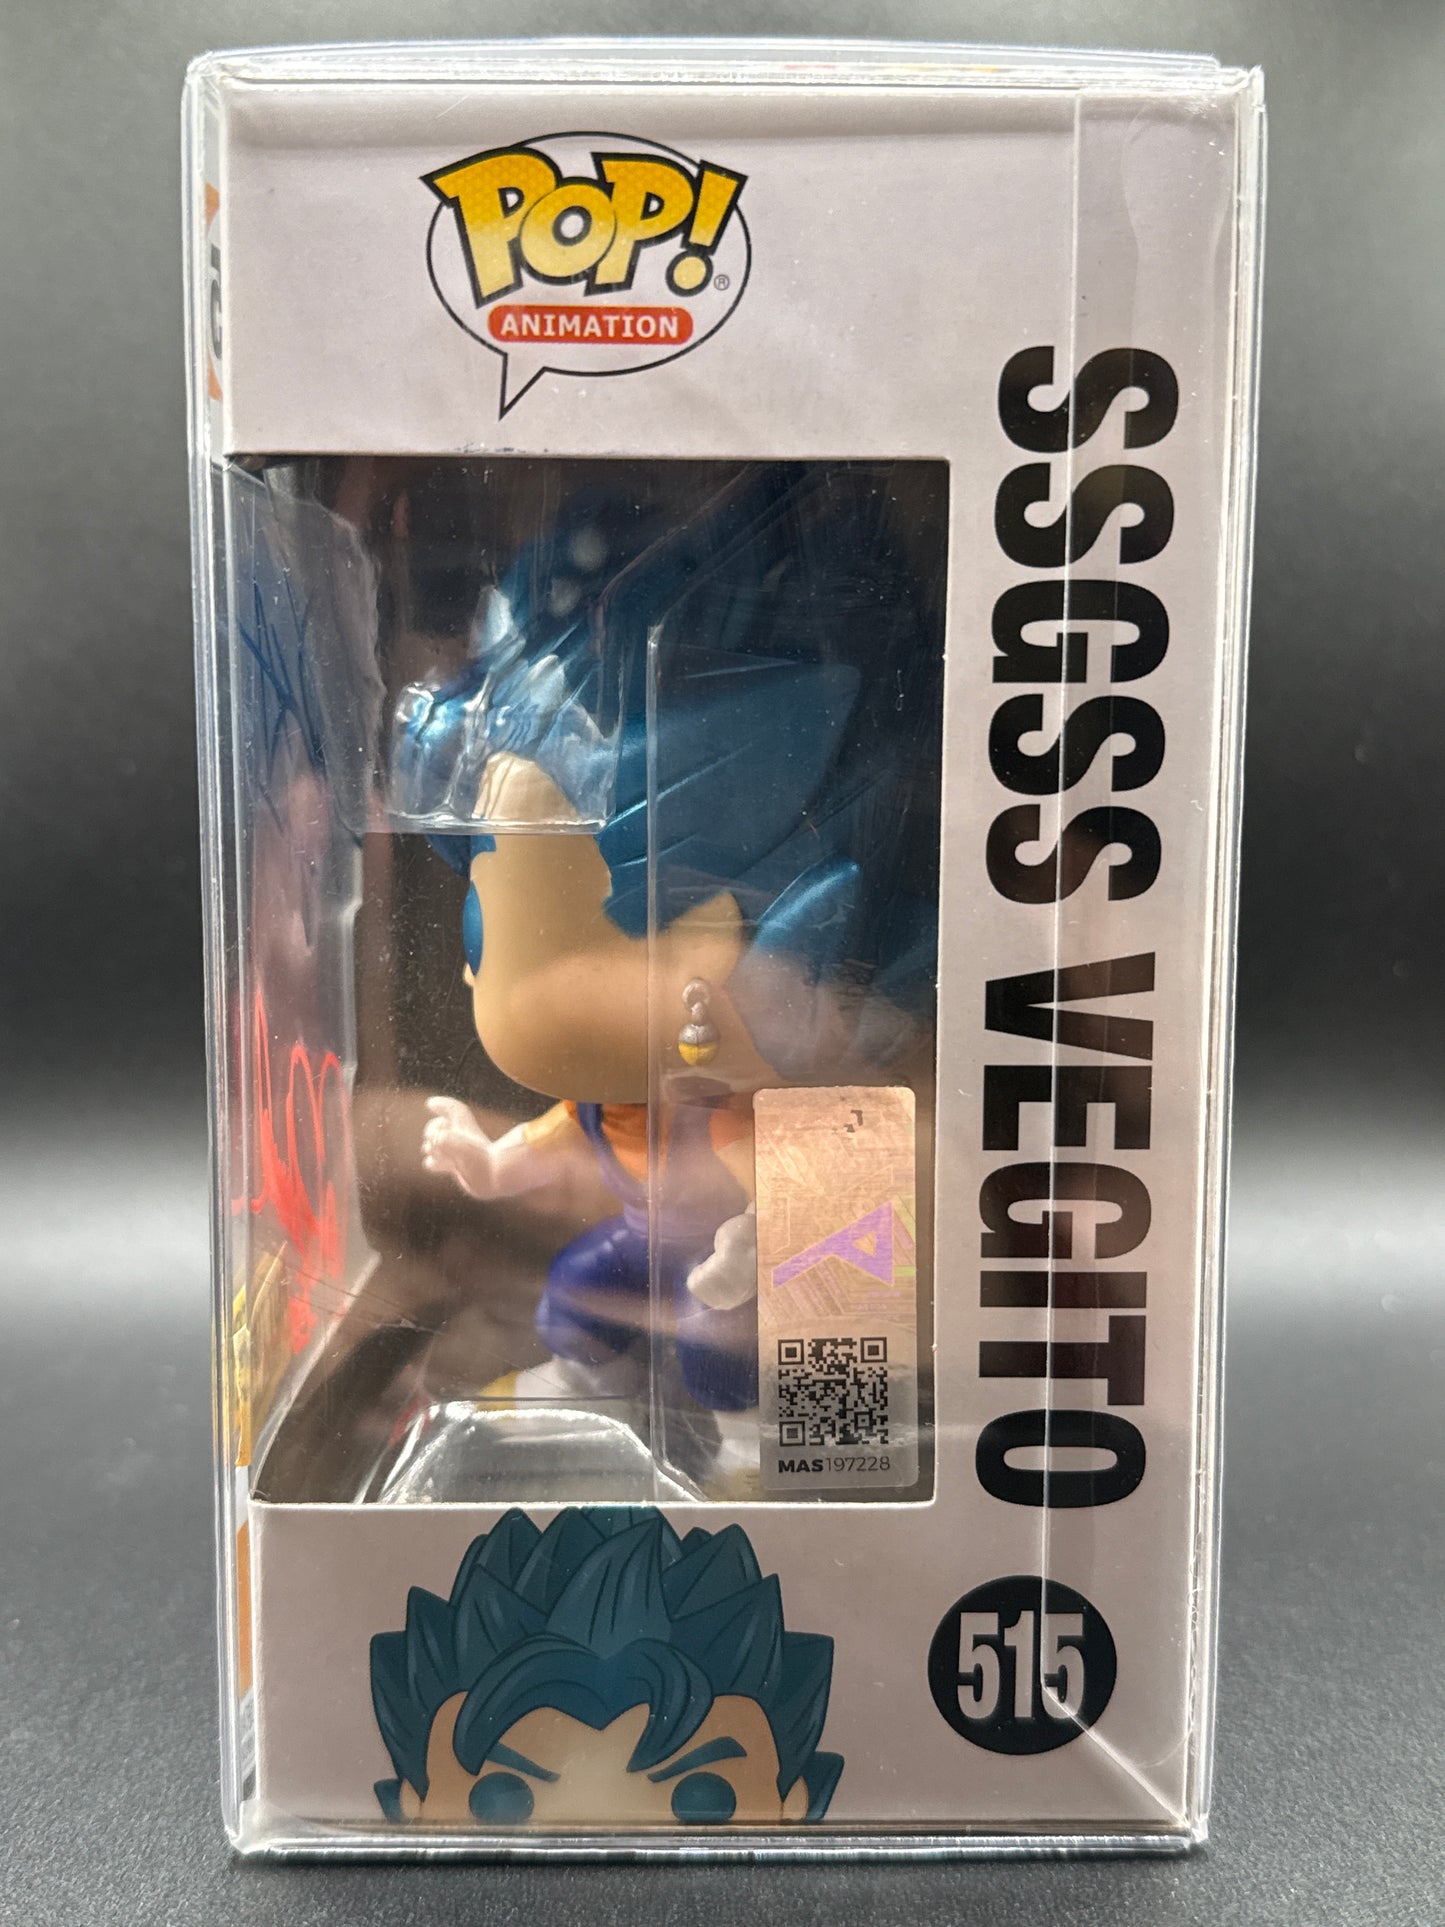 POP!
®
ANIMATION
SSGSS VEGITO
MAS197228
515